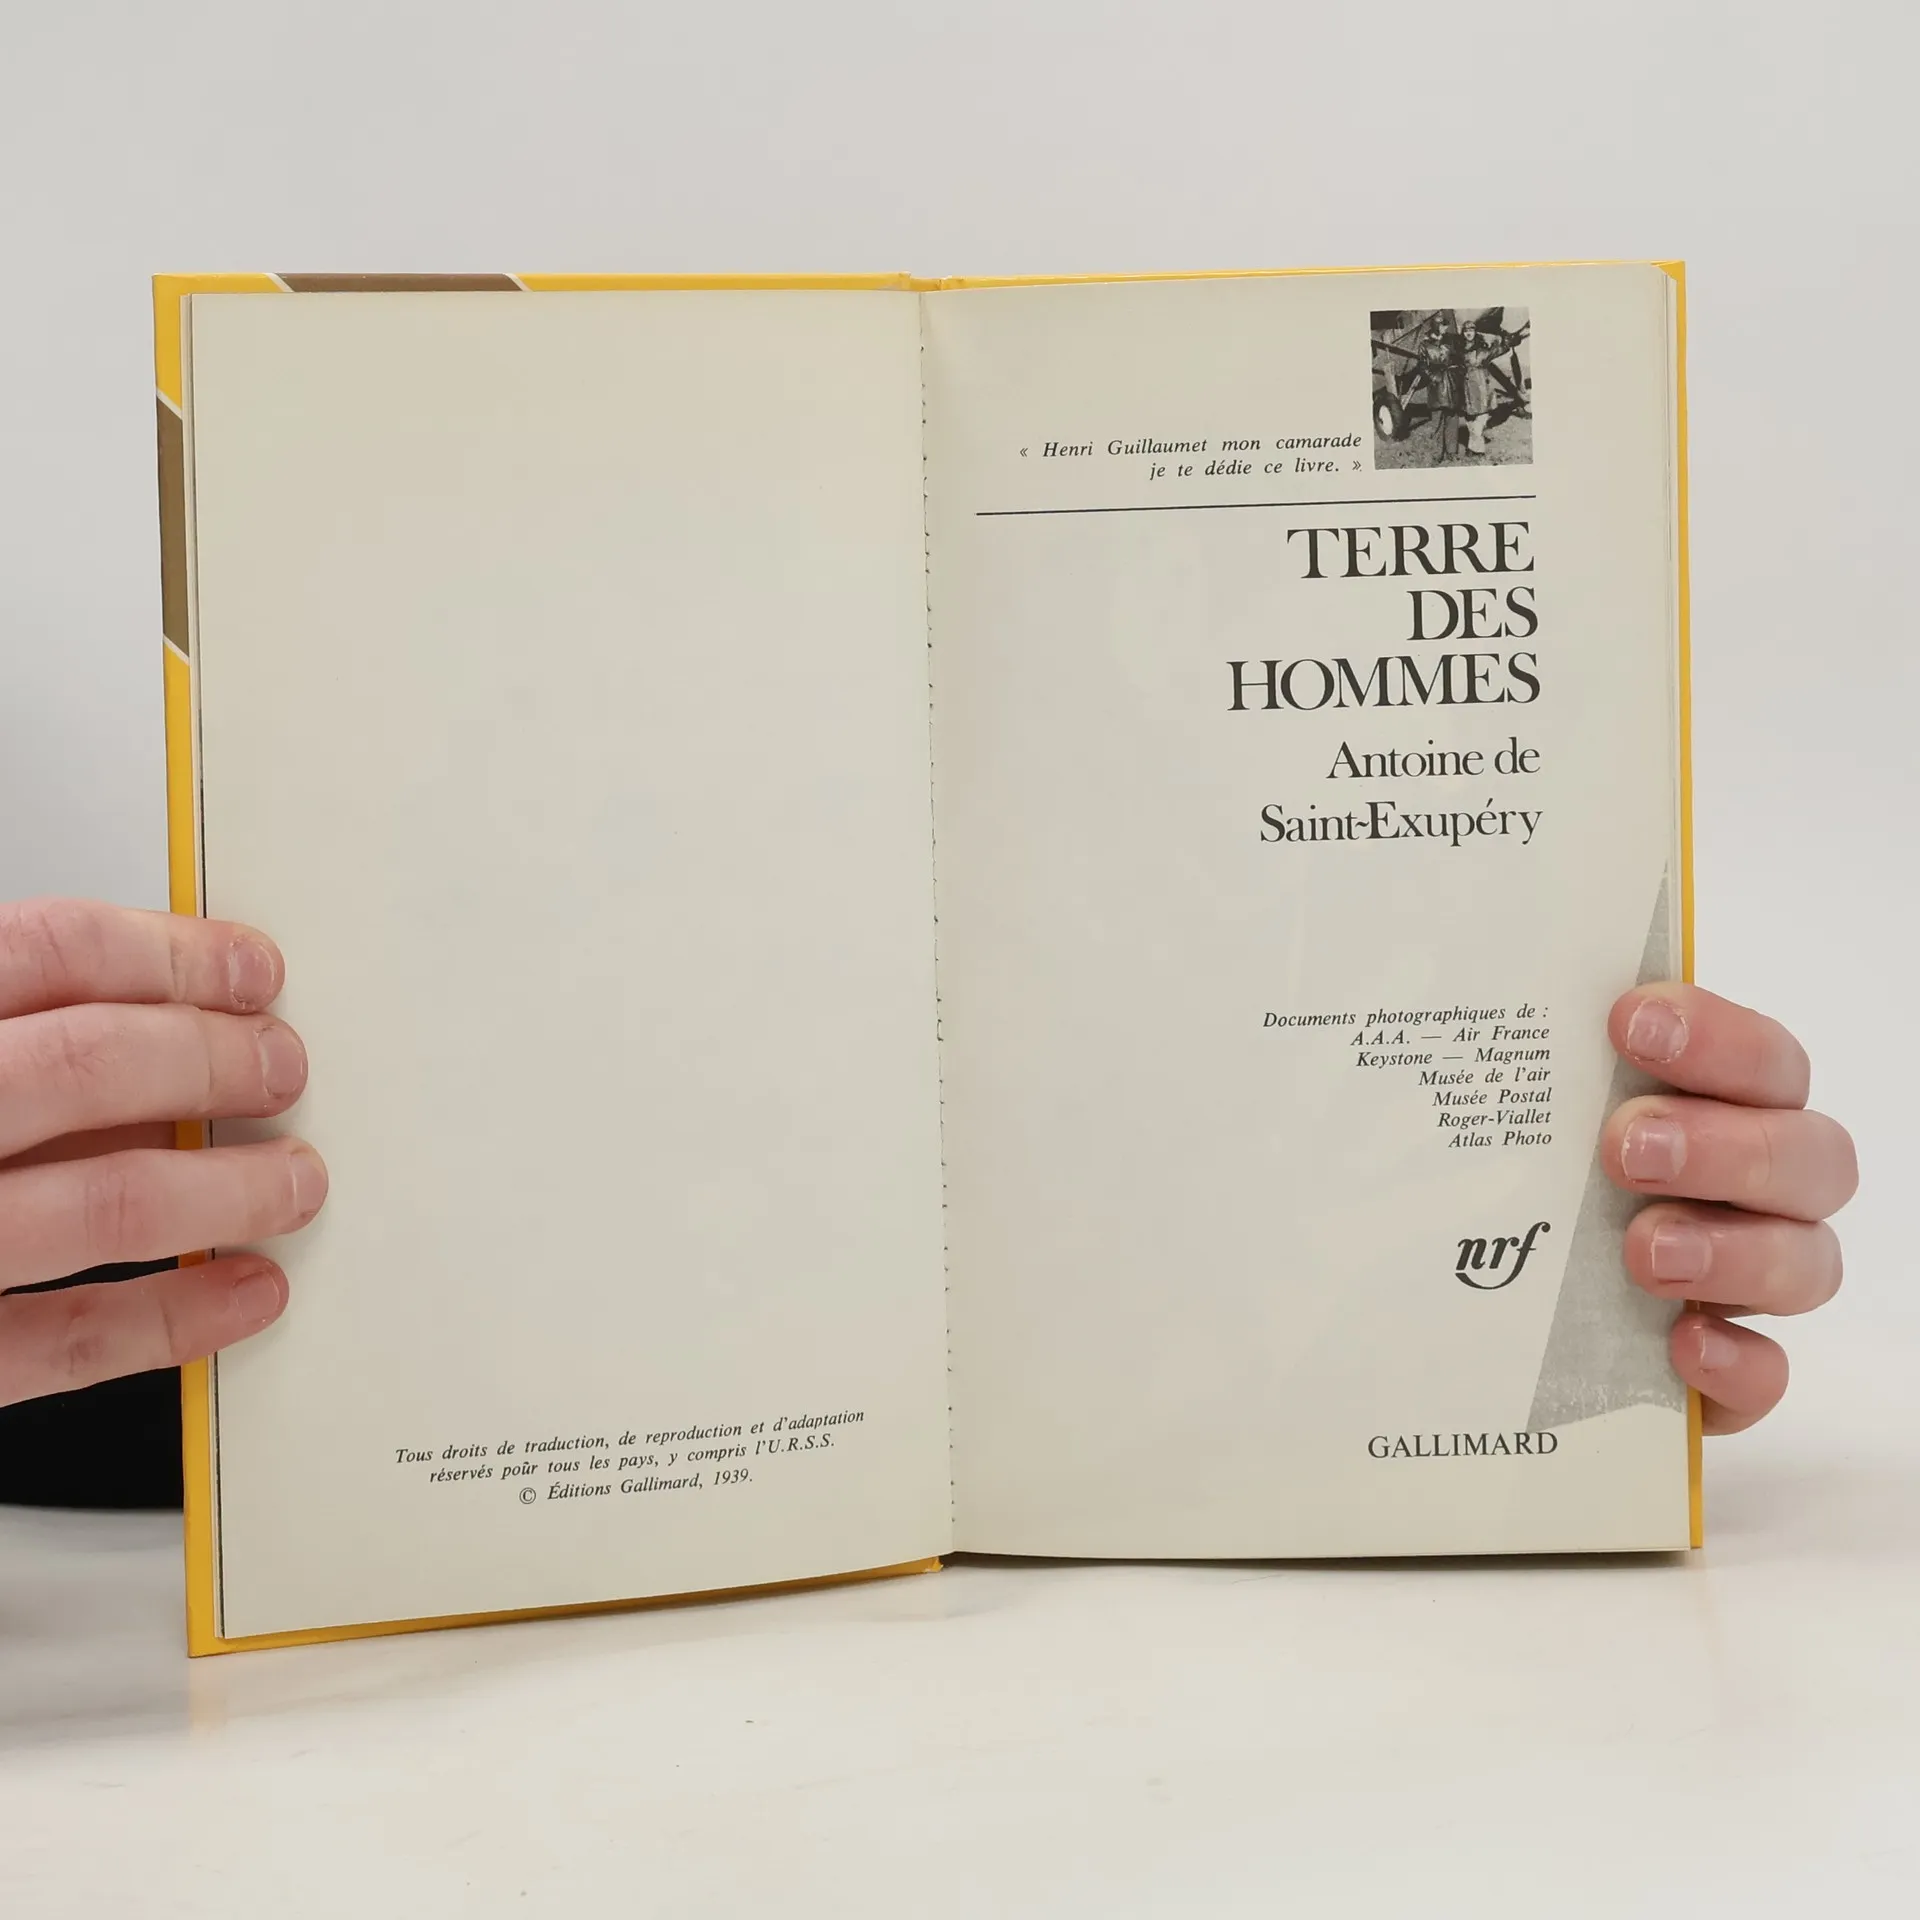 Tous droits de traduction, de reproduction et d'adaptation
réservés pour tous les pays, y compris l'U.R.S.S.
© Éditions Gallimard, 1939.
« Henri Guillaumet mon camarade
je te dédie ce livre. »
TERRE
DES
HOMMES
Antoine de
Saint-Exupéry
Documents photographiques de :
A.A.A. — Air France
Keystone — Magnum
Musée de l'air
Musée Postal
Roger-Viallet
Atlas Photo
nrf
GALLIMARD